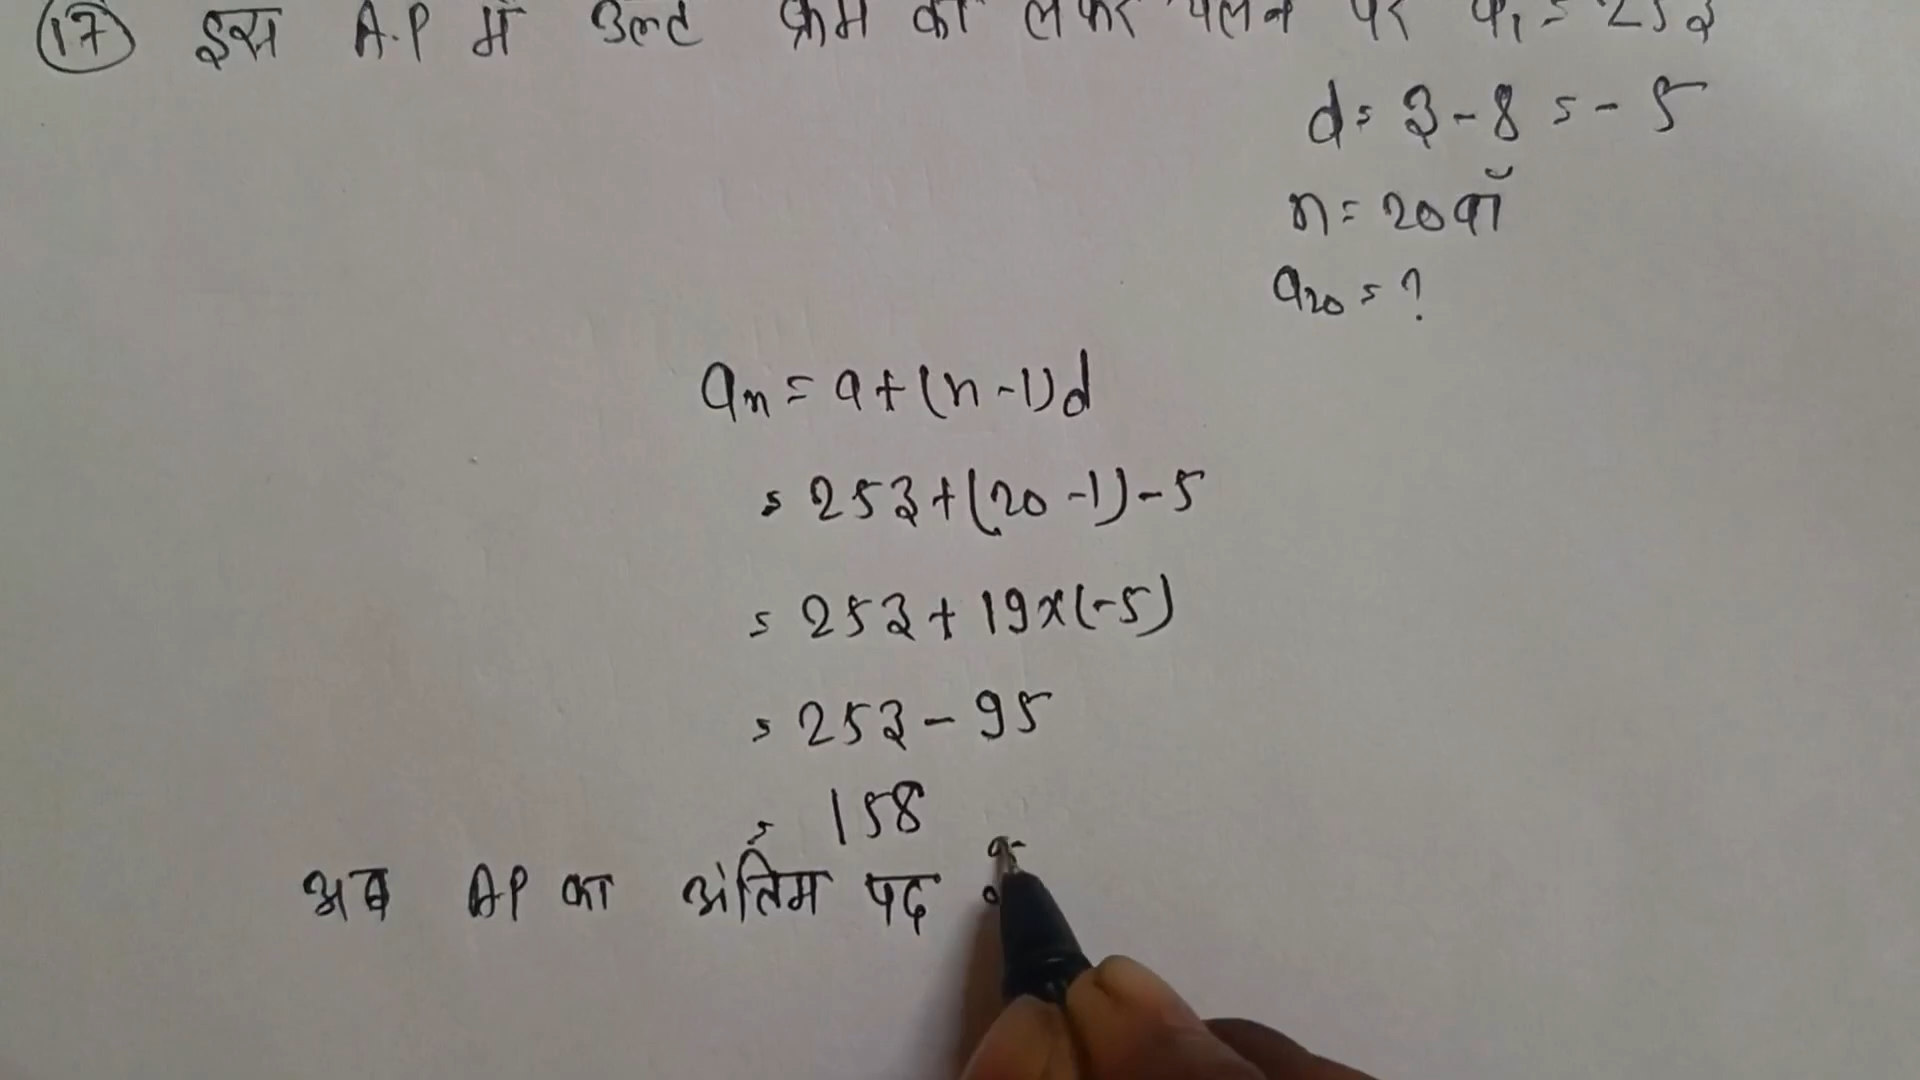 (17) इस A.P में उल्टे क्रम को लेकर चलने पर a₁ = 253
d = 3 - 8 = - 5
n = 20वाँ
a₂₀ = ?
aₙ = a + (n - 1)d
= 253 + (20 - 1) - 5
= 253 + 19 x (-5)
= 253 - 95
= 158
अब AP का अंतिम पद से